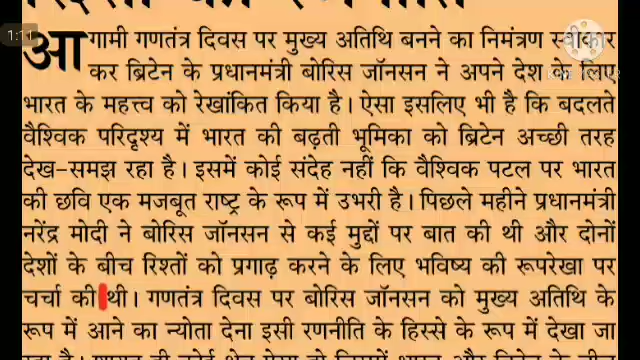 1:11
आगामी गणतंत्र दिवस पर मुख्य अतिथि बनने का निमंत्रण स्वीकार
कर ब्रिटेन के प्रधानमंत्री बोरिस जॉनसन ने अपने देश के लिए
भारत के महत्त्व को रेखांकित किया है। ऐसा इसलिए भी है कि बदलते
वैश्विक परिदृश्य में भारत की बढ़ती भूमिका को ब्रिटेन अच्छी तरह
देख-समझ रहा है। इसमें कोई संदेह नहीं कि वैश्विक पटल पर भारत
की छवि एक मजबूत राष्ट्र के रूप में उभरी है। पिछले महीने प्रधानमंत्री
नरेंद्र मोदी ने बोरिस जॉनसन से कई मुद्दों पर बात की थी और दोनों
देशों के बीच रिश्तों को प्रगाढ़ करने के लिए भविष्य की रूपरेखा पर
चर्चा की थी। गणतंत्र दिवस पर बोरिस जॉनसन को मुख्य अतिथि के
रूप में आने का न्योता देना इसी रणनीति के हिस्से के रूप में देखा जा